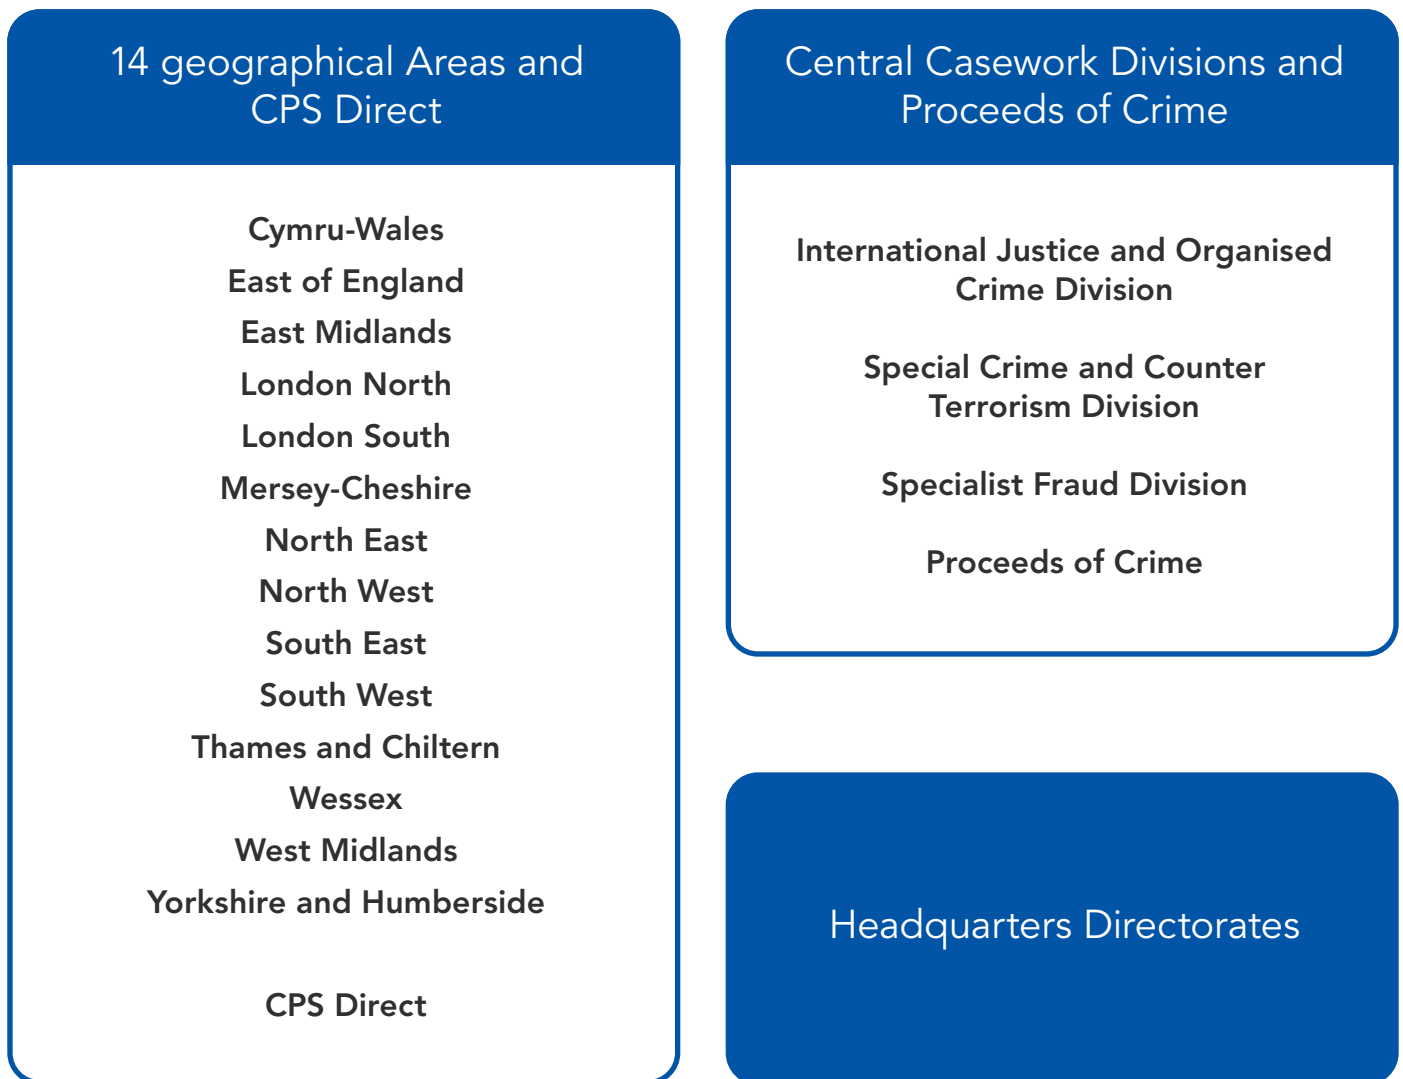 14 geographical Areas and
CPS Direct
Cymru-Wales
East of England
East Midlands
London North
London South
Mersey-Cheshire
North East
North West
South East
South West
Thames and Chiltern
Wessex
West Midlands
Yorkshire and Humberside
CPS Direct
Central Casework Divisions and
Proceeds of Crime
International Justice and Organised
Crime Division
Special Crime and Counter
Terrorism Division
Specialist Fraud Division
Proceeds of Crime
Headquarters Directorates